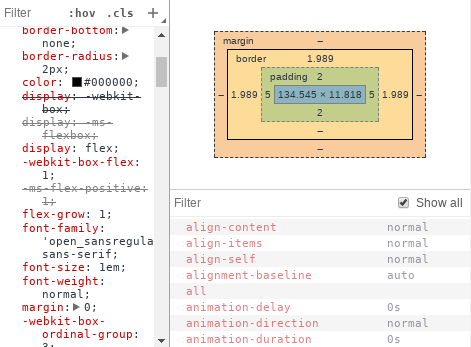 Filter :hov .cls +
border-bottom:
none;
border-radius:
2px;
color: #000000;
display: -webkit-
box;
display: -ms-
flexbox;
display: flex;
-webkit-box-flex:
1;
-ms-flex-positive:
1;
flex-grow: 1;
font-family:
'open_sansregula
sans-serif;
font-size: 1em;
font-weight:
normal;
margin: 0;
-webkit-box-
ordinal-group:
3;
margin –
border 1.989
padding 2
– 1.989 5 134.545 × 11.818 5 1.989 –
2
–
–
Filter Show all
align-content normal
align-items normal
align-self normal
alignment-baseline auto
all
animation-delay 0s
animation-direction normal
animation-duration 0s